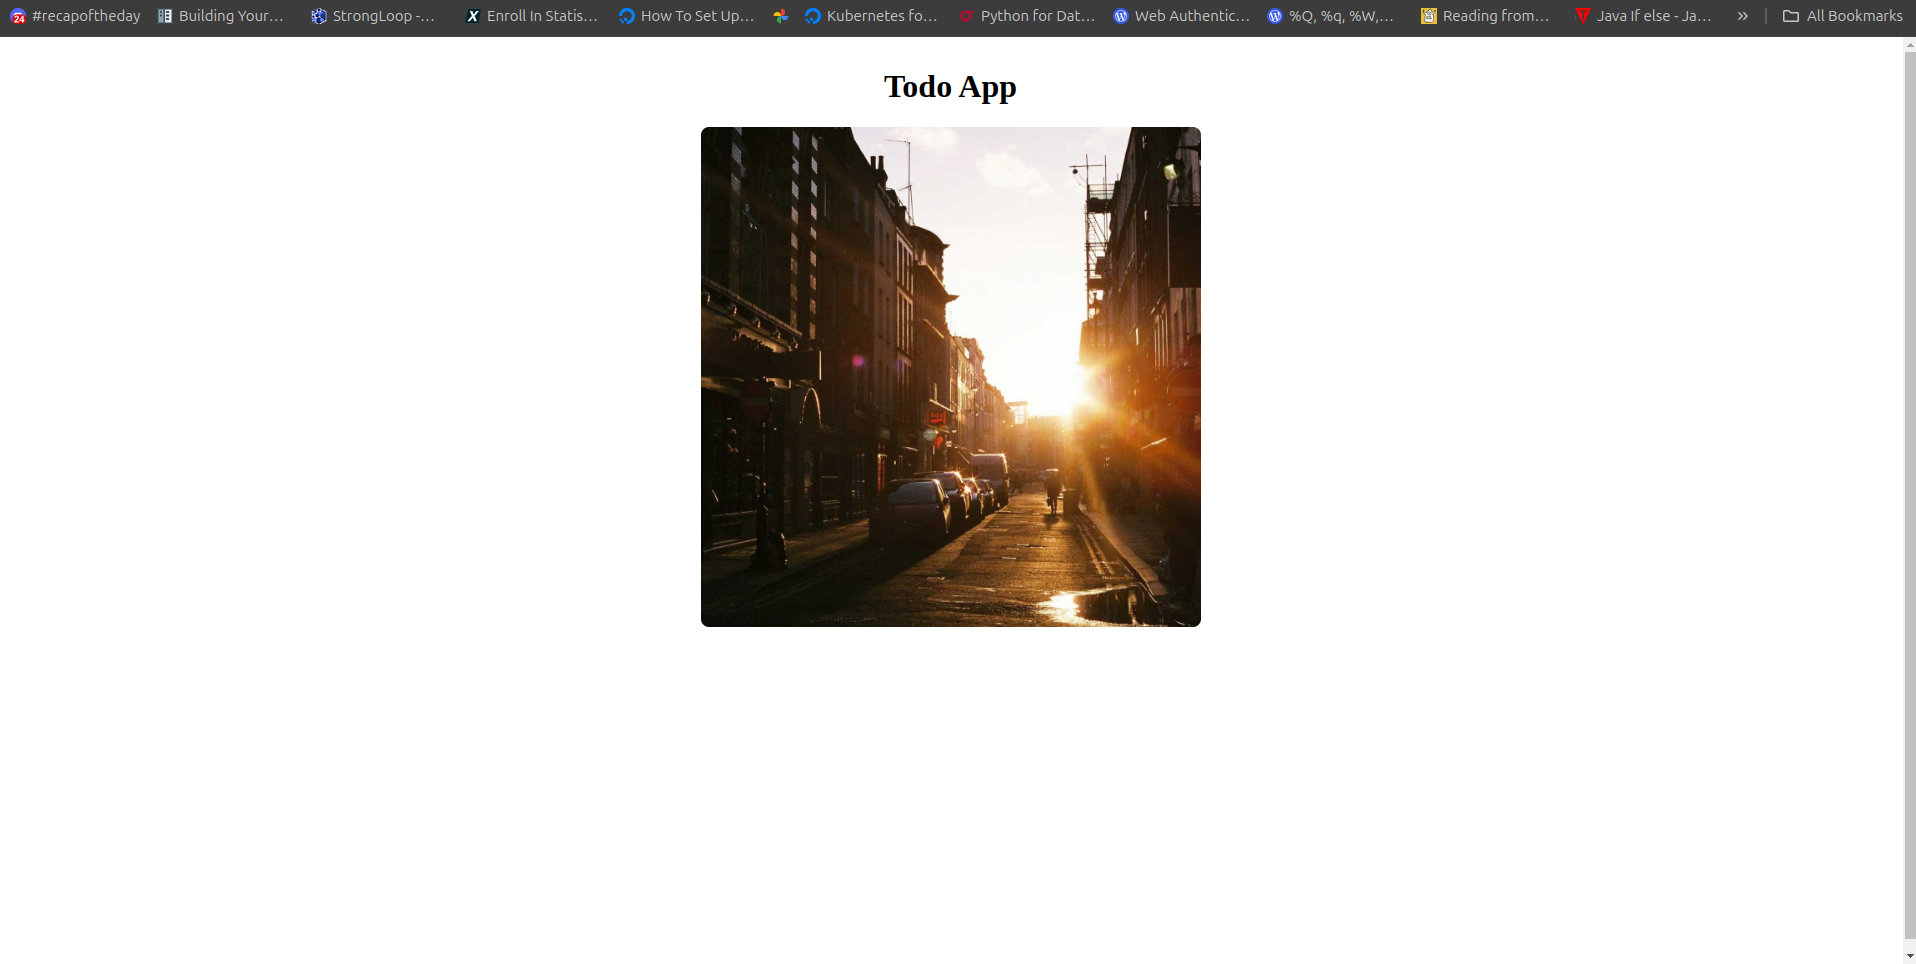 #recapoftheday Building Your... StrongLoop -... Enroll In Statis... How To Set Up... Kubernetes fo... Python for Dat... Web Authentic... %Q, %q, %W,... Reading from... Java If else - Ja... » All Bookmarks
Todo App